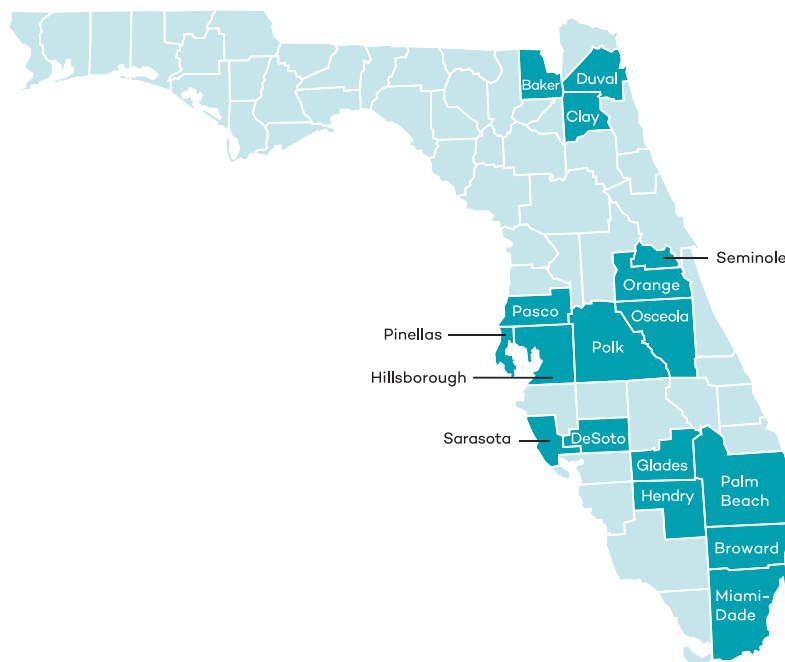 Baker
Duval
Clay
Seminole
Orange
Pasco
Osceola
Pinellas
Polk
Hillsborough
Sarasota
DeSoto
Glades
Palm
Beach
Hendry
Broward
Miami-
Dade